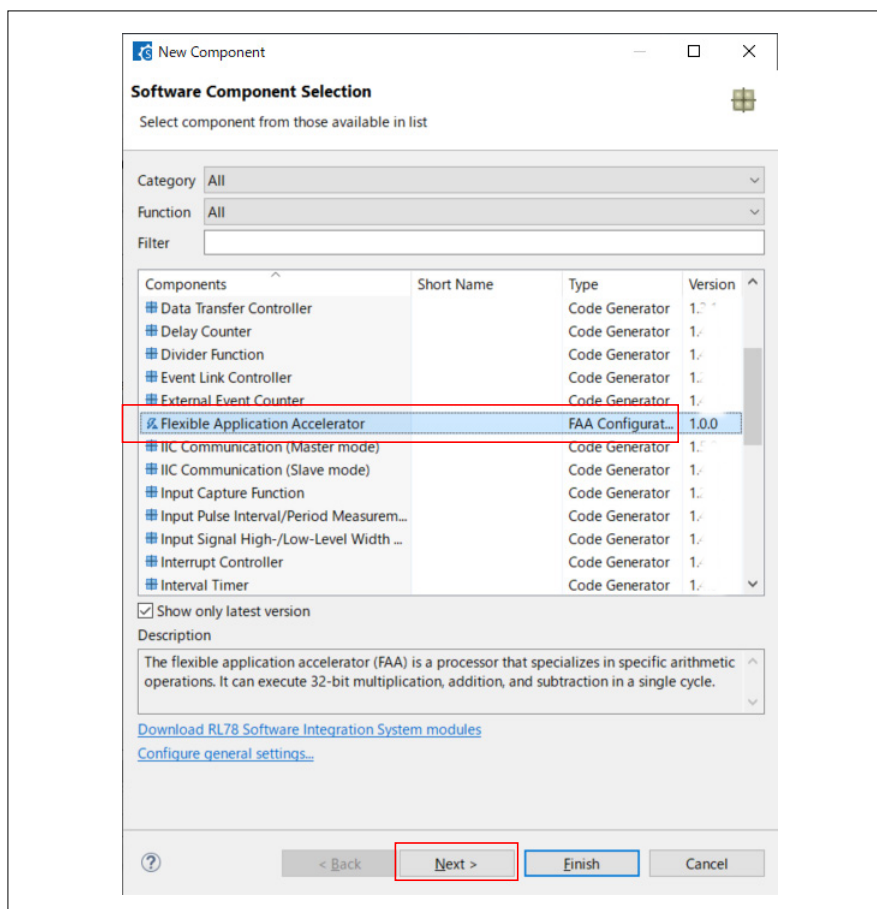 New Component
Software Component Selection
Select component from those available in list
Category All
Function All
Filter
Components Short Name Type Version
Data Transfer Controller Code Generator
Delay Counter Code Generator
Divider Function Code Generator
Event Link Controller Code Generator
External Event Counter Code Generator
Flexible Application Accelerator FAA Configurat... 1.0.0
IIC Communication (Master mode) Code Generator
IIC Communication (Slave mode) Code Generator
Input Capture Function Code Generator
Input Pulse Interval/Period Measurem... Code Generator
Input Signal High-/Low-Level Width ... Code Generator
Interrupt Controller Code Generator
Interval Timer Code Generator
Show only latest version
Description
The flexible application accelerator (FAA) is a processor that specializes in specific arithmetic
operations. It can execute 32-bit multiplication, addition, and subtraction in a single cycle.
Download RL78 Software Integration System modules
Configure general settings...
< Back Next > Finish Cancel